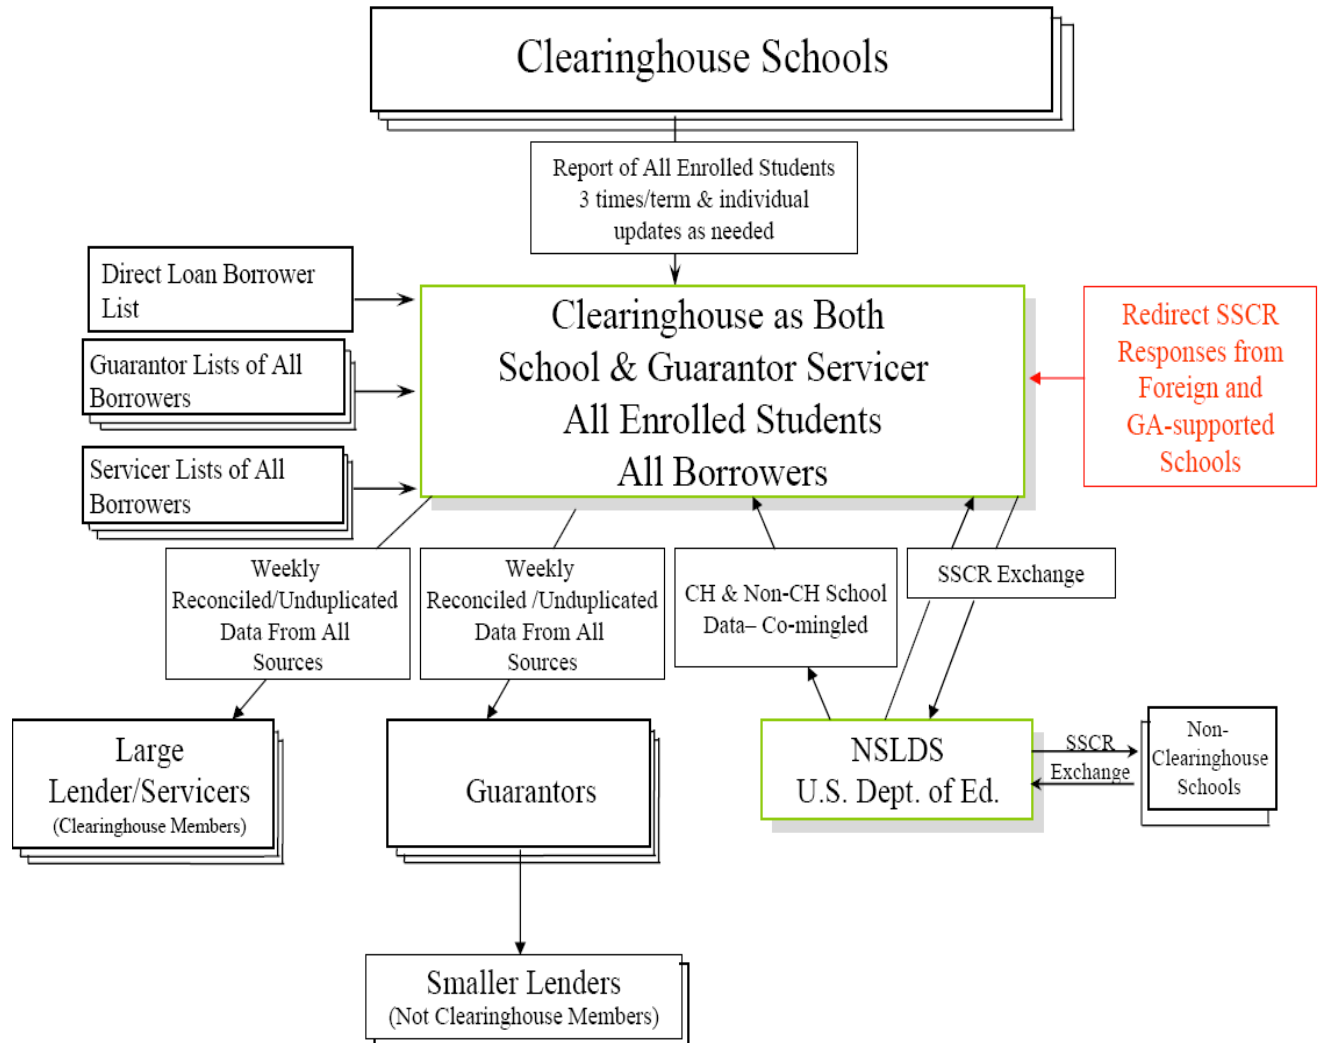 Clearinghouse Schools
Report of All Enrolled Students
3 times/term & individual
updates as needed
Direct Loan Borrower
List
Guarantor Lists of All
Borrowers
Servicer Lists of All
Borrowers
Clearinghouse as Both
School & Guarantor Servicer
All Enrolled Students
All Borrowers
Redirect SSCR
Responses from
Foreign and
GA-supported
Schools
Weekly
Reconciled/Unduplicated
Data From All
Sources
Weekly
Reconciled /Unduplicated
Data From All
Sources
CH & Non-CH School
Data– Co-mingled
SSCR Exchange
Large
Lender/Servicers
(Clearinghouse Members)
Guarantors
NSLDS
U.S. Dept. of Ed.
SSCR
Exchange
Non-
Clearinghouse
Schools
Smaller Lenders
(Not Clearinghouse Members)